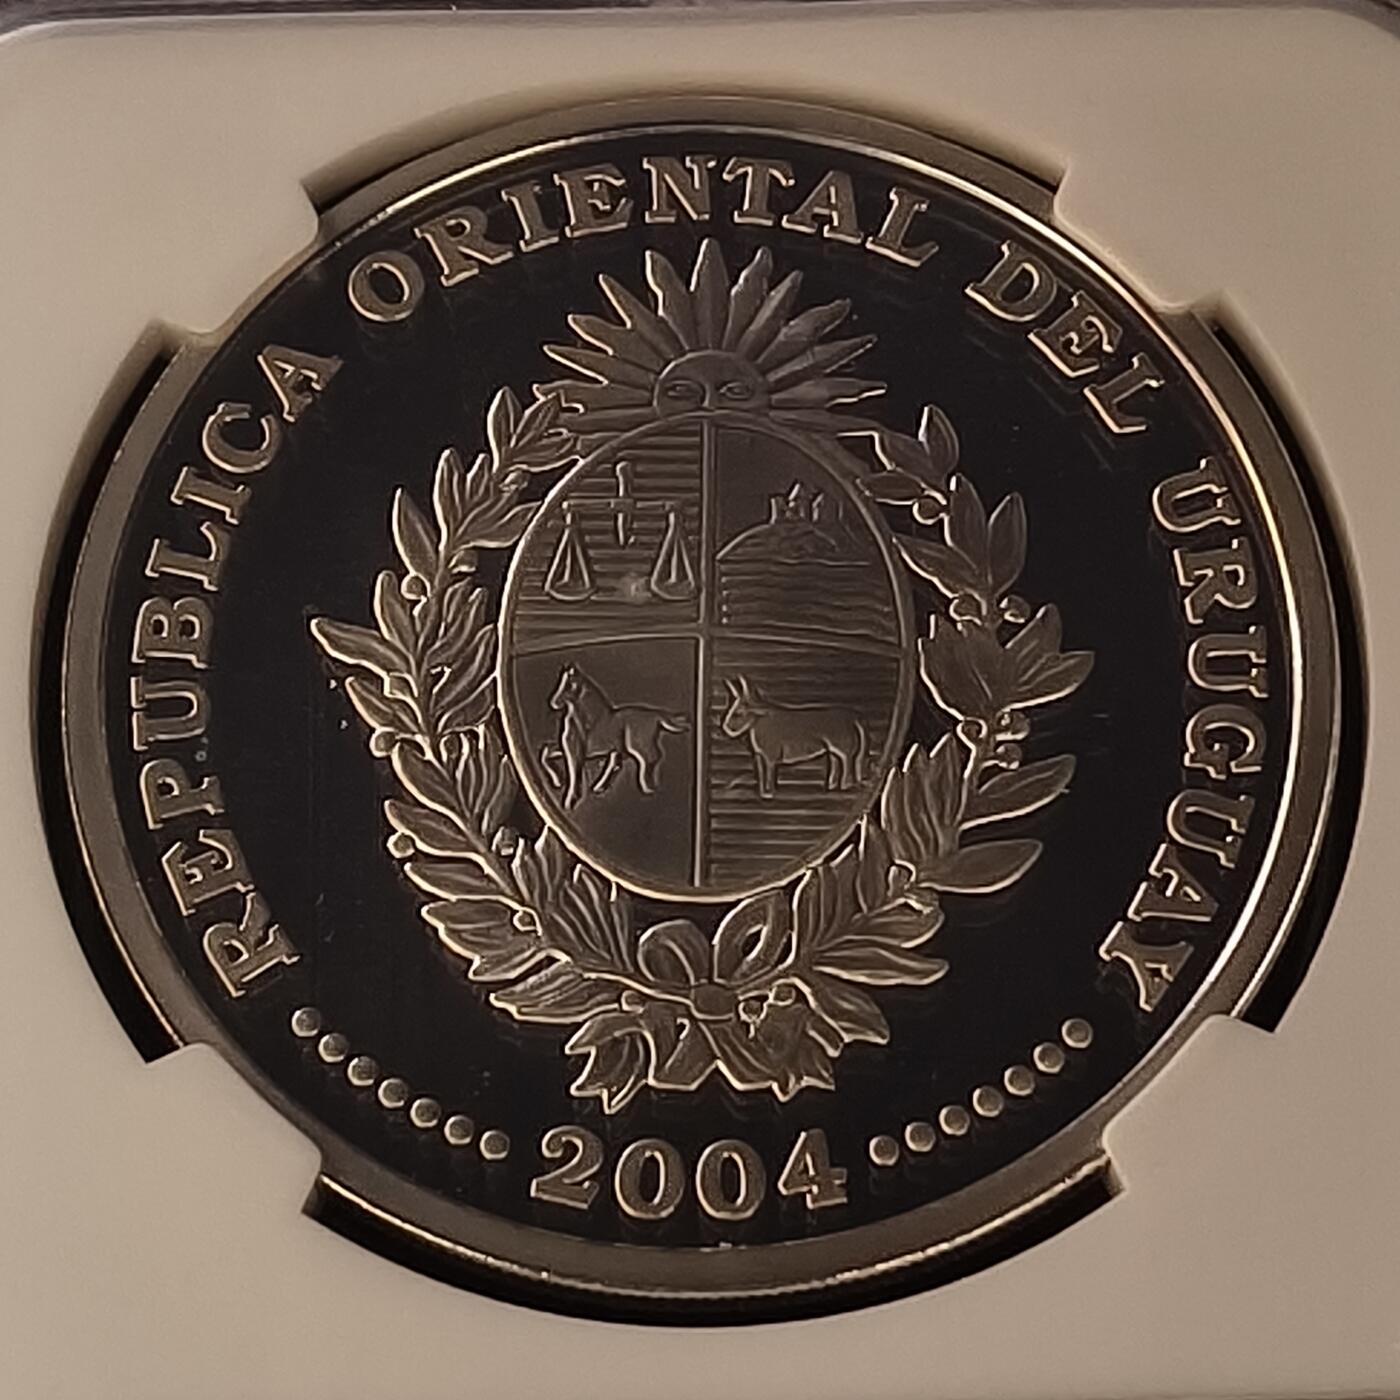 REPUBLICA ORIENTAL DEL URUGUAY
2004